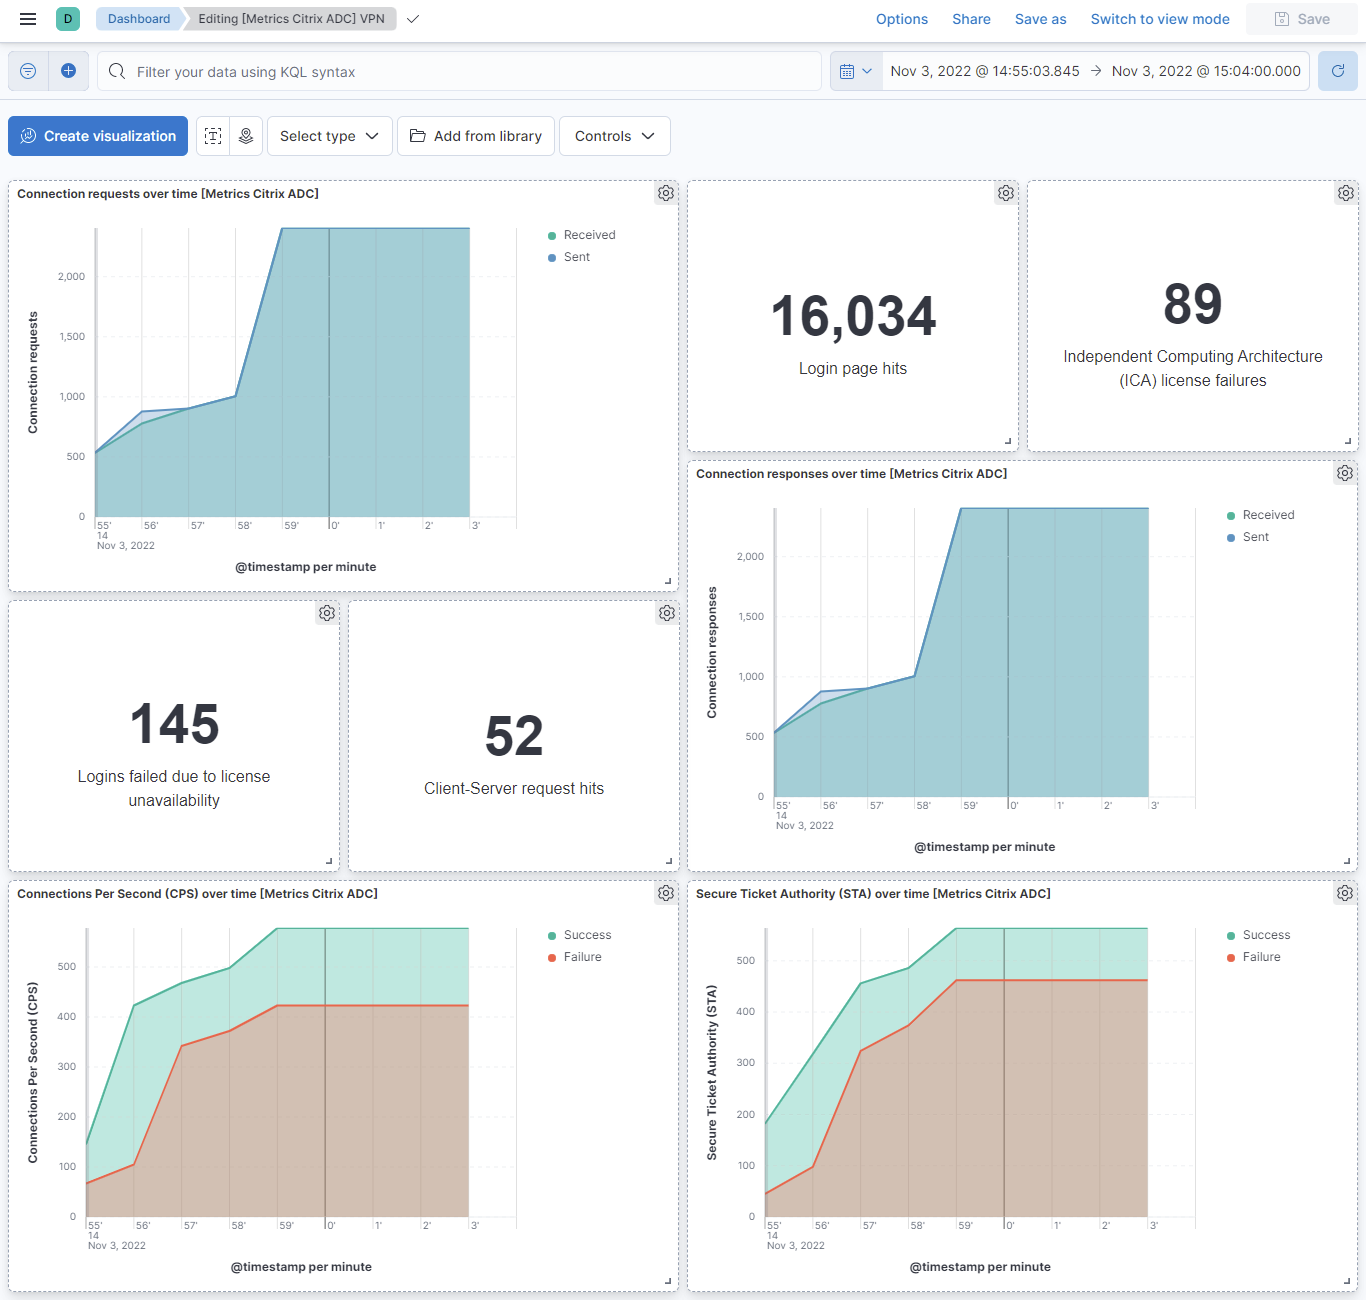 D
Dashboard
Editing [Metrics Citrix ADC] VPN
Options
Share
Save as
Switch to view mode
Save
Filter your data using KQL syntax
Nov 3, 2022 @ 14:55:03.845 → Nov 3, 2022 @ 15:04:00.000
Create visualization
Select type
Add from library
Controls
Connection requests over time [Metrics Citrix ADC]
Connection requests
2,000
1,500
1,000
500
0
55' 56' 57' 58' 59' 0' 1' 2' 3'
14
Nov 3, 2022
@timestamp per minute
Received
Sent
16,034
Login page hits
89
Independent Computing Architecture
(ICA) license failures
Connection responses over time [Metrics Citrix ADC]
Connection responses
2,000
1,500
1,000
500
0
55' 56' 57' 58' 59' 0' 1' 2' 3'
14
Nov 3, 2022
@timestamp per minute
Received
Sent
145
Logins failed due to license
unavailability
52
Client-Server request hits
Connections Per Second (CPS) over time [Metrics Citrix ADC]
Connections Per Second (CPS)
500
400
300
200
100
0
55' 56' 57' 58' 59' 0' 1' 2' 3'
14
Nov 3, 2022
@timestamp per minute
Success
Failure
Secure Ticket Authority (STA) over time [Metrics Citrix ADC]
Secure Ticket Authority (STA)
500
400
300
200
100
0
55' 56' 57' 58' 59' 0' 1' 2' 3'
14
Nov 3, 2022
@timestamp per minute
Success
Failure